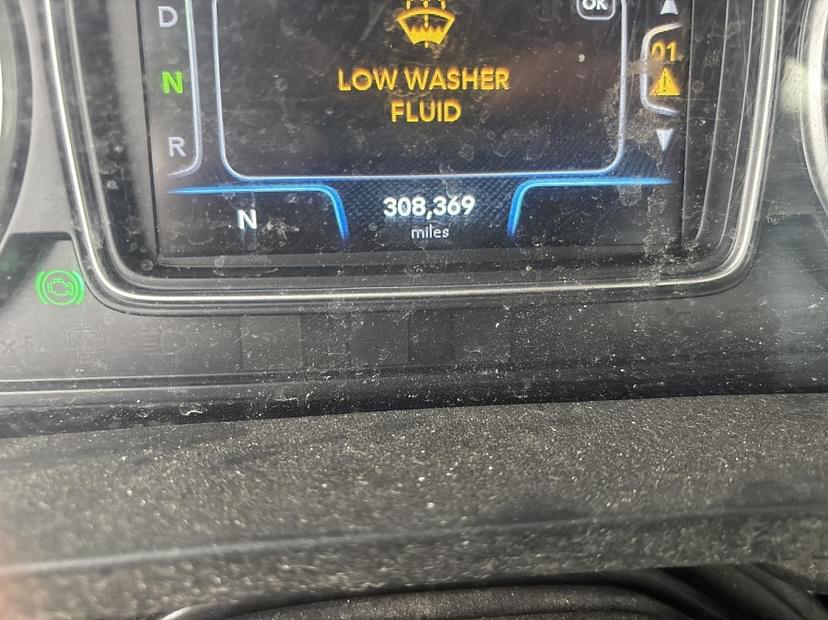 D
OK
01
LOW WASHER
N
FLUID
R
308,369
N
miles